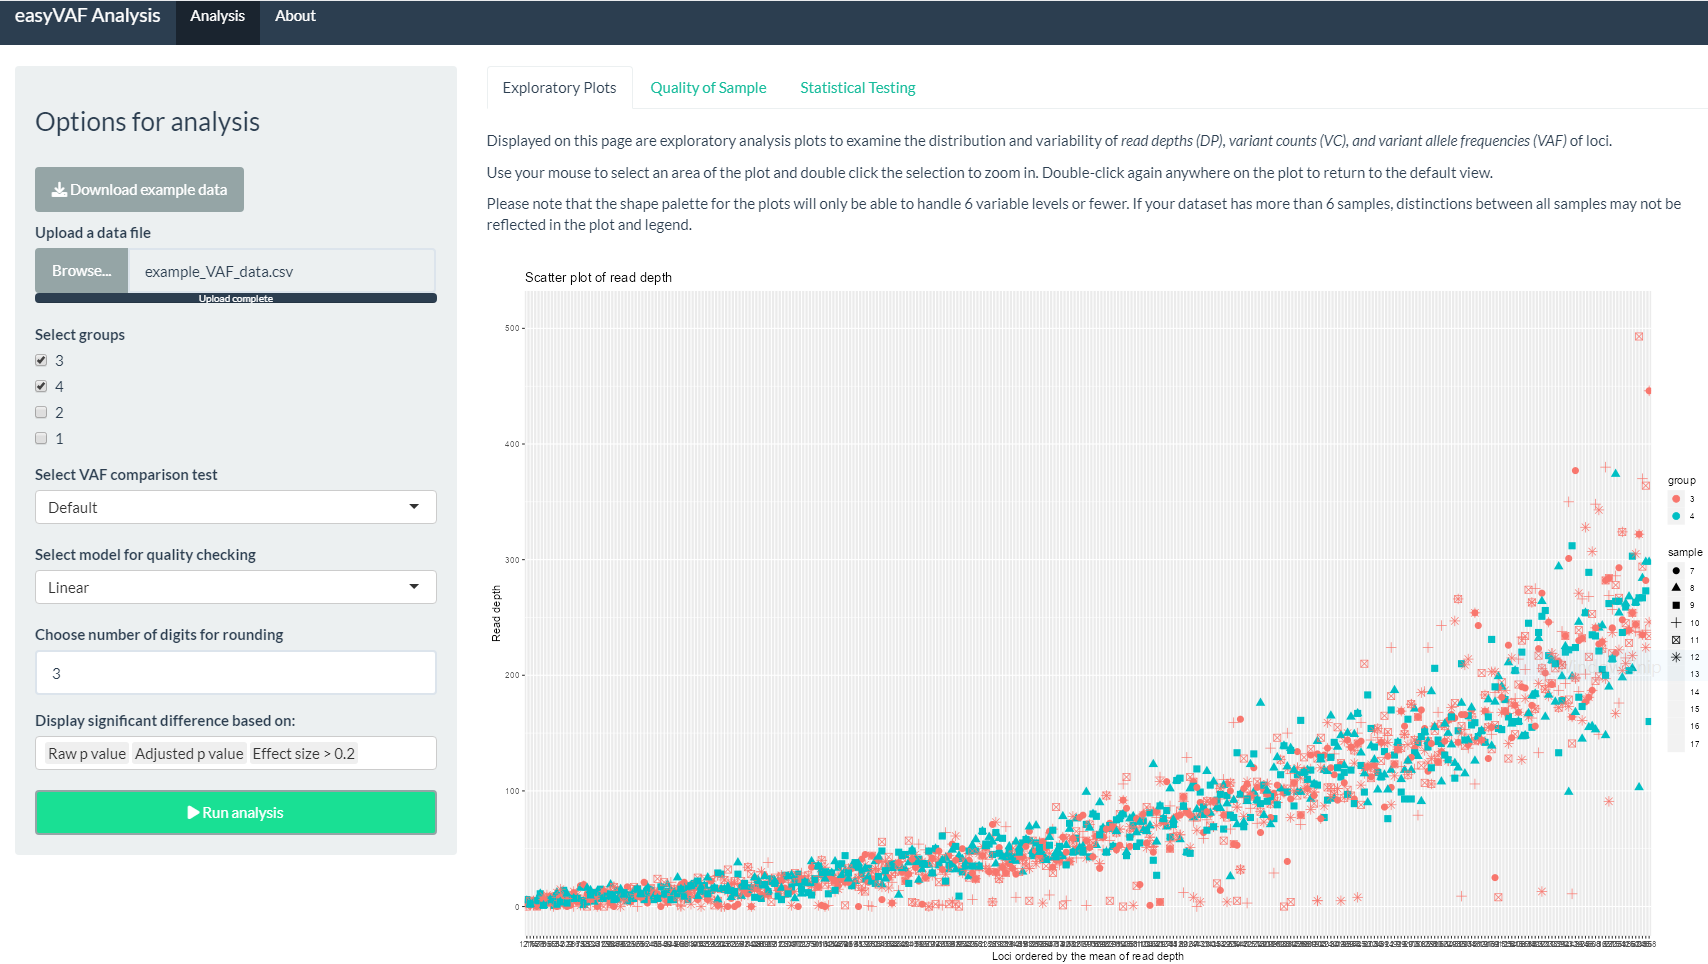 easyVAF Analysis Analysis About
Options for analysis
Download example data
Upload a data file
Browse... example_VAF_data.csv
Upload complete
Select groups
3
4
2
1
Select VAF comparison test
Default
Select model for quality checking
Linear
Choose number of digits for rounding
3
Display significant difference based on:
Raw p value Adjusted p value Effect size > 0.2
Run analysis
Exploratory Plots Quality of Sample Statistical Testing
Displayed on this page are exploratory analysis plots to examine the distribution and variability of read depths (DP), variant counts (VC), and variant allele frequencies (VAF) of loci.
Use your mouse to select an area of the plot and double click the selection to zoom in. Double-click again anywhere on the plot to return to the default view.
Please note that the shape palette for the plots will only be able to handle 6 variable levels or fewer. If your dataset has more than 6 samples, distinctions between all samples may not be
reflected in the plot and legend.
Scatter plot of read depth
500
400
300
200
100
0
Read depth
Loci ordered by the mean of read depth
group
3
4
sample
7
8
9
10
11
12
13
14
15
16
17